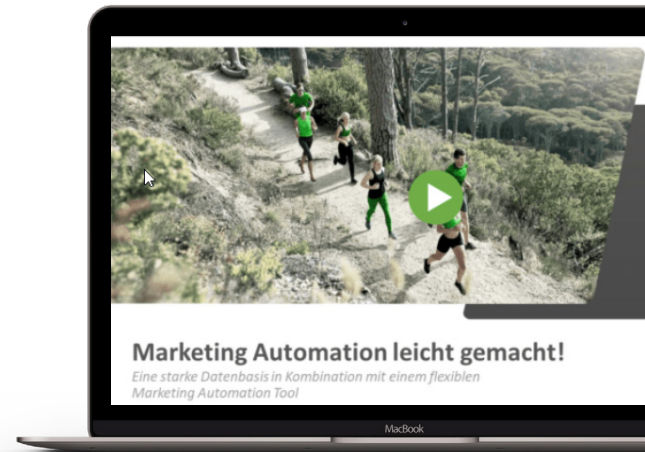 Marketing Automation leicht gemacht!
Eine starke Datenbasis in Kombination mit einem flexiblen
Marketing Automation Tool
MacBook